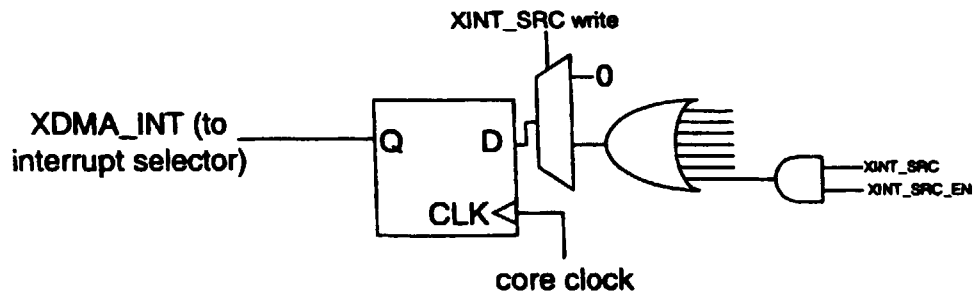 XINT_SRC write
0
XDMA_INT (to
interrupt selector)
Q
D
XINT_SRC
XINT_SRC_EN
CLK
core clock